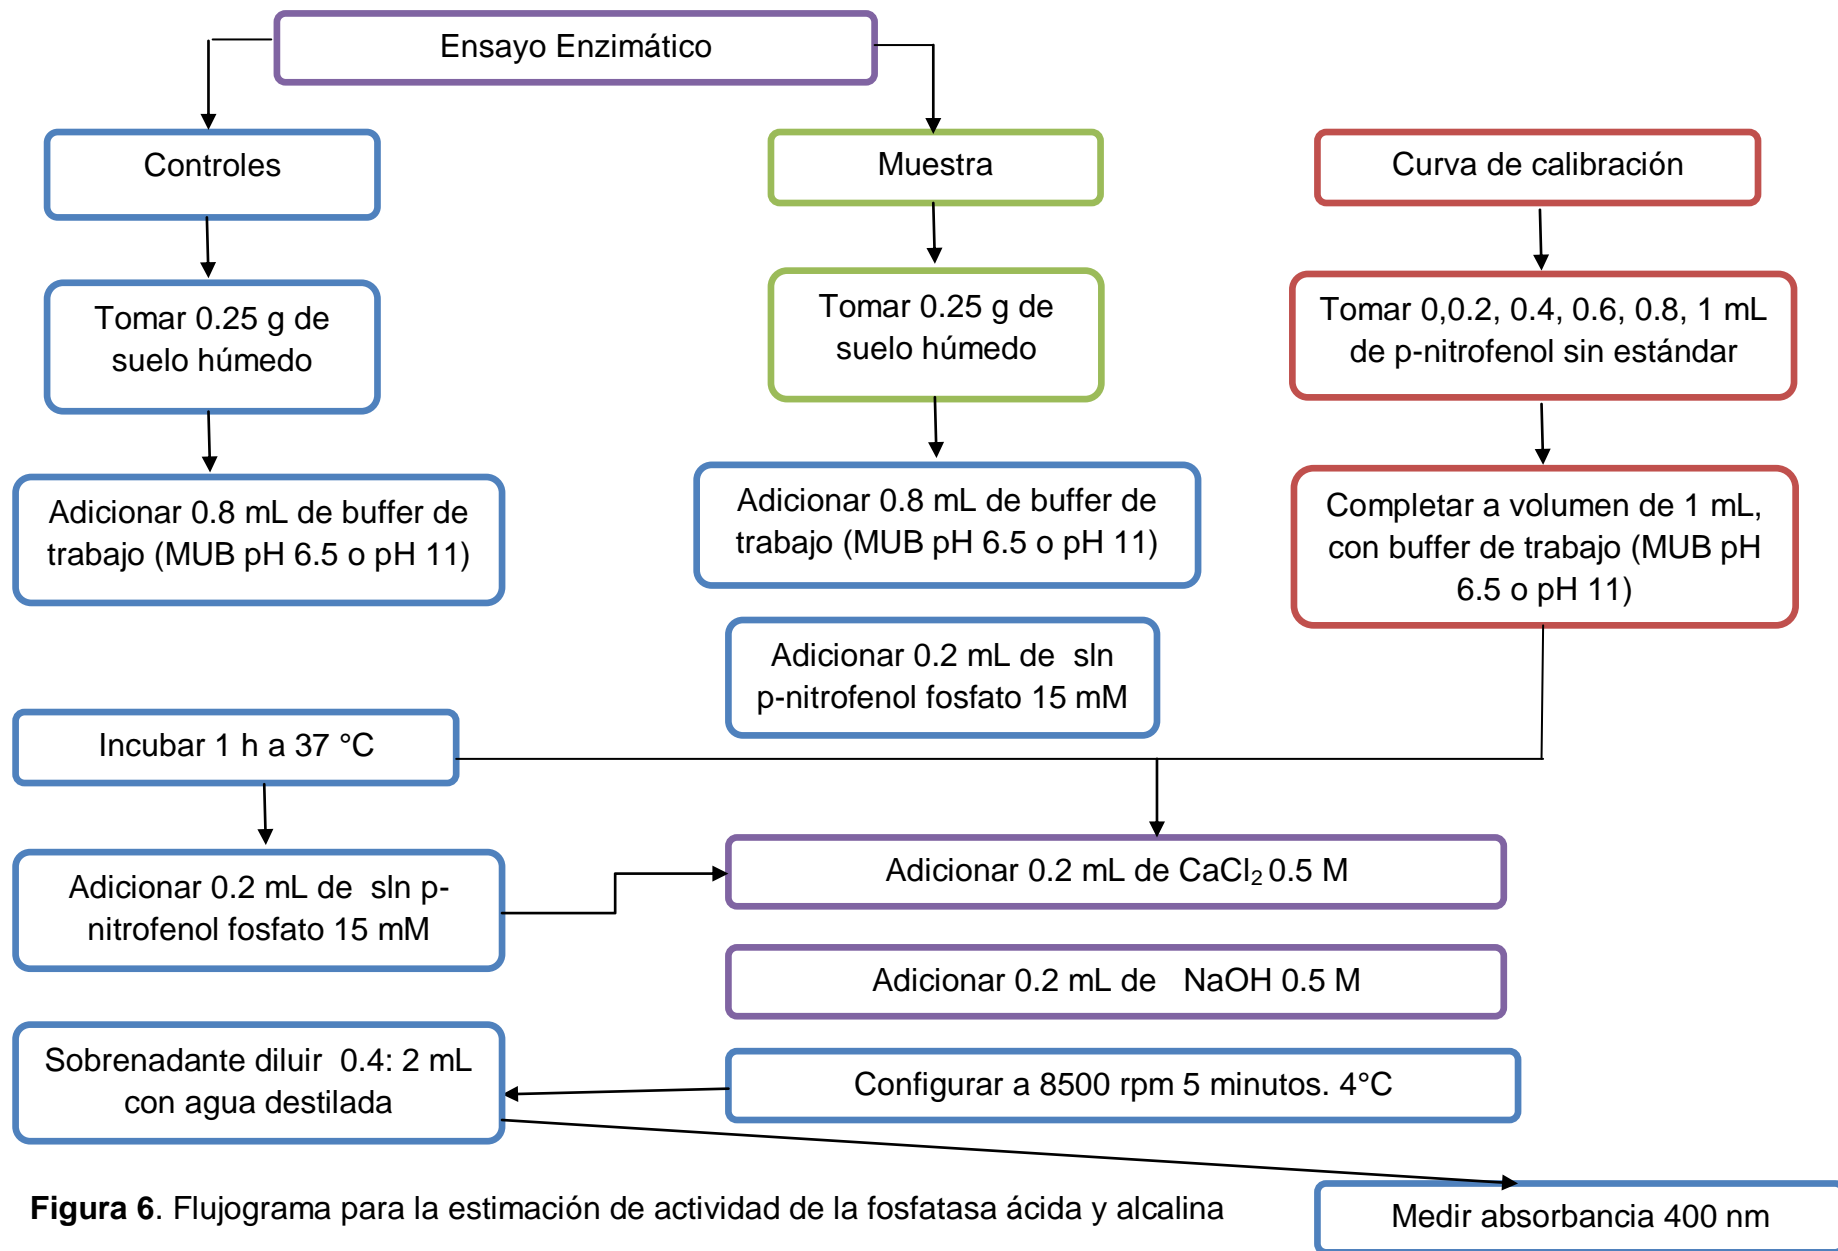 Ensayo Enzimático
Controles
Muestra
Curva de calibración
Tomar 0.25 g de
suelo húmedo
Tomar 0.25 g de
suelo húmedo
Tomar 0,0.2, 0.4, 0.6, 0.8, 1 mL
de p-nitrofenol sin estándar
Adicionar 0.8 mL de buffer de
trabajo (MUB pH 6.5 o pH 11)
Adicionar 0.8 mL de buffer de
trabajo (MUB pH 6.5 o pH 11)
Completar a volumen de 1 mL,
con buffer de trabajo (MUB pH
6.5 o pH 11)
Adicionar 0.2 mL de sln
p-nitrofenol fosfato 15 mM
Incubar 1 h a 37 °C
Adicionar 0.2 mL de sln p-
nitrofenol fosfato 15 mM
Adicionar 0.2 mL de CaCl₂ 0.5 M
Adicionar 0.2 mL de NaOH 0.5 M
Sobrenadante diluir 0.4: 2 mL
con agua destilada
Configurar a 8500 rpm 5 minutos. 4°C
Figura 6. Flujograma para la estimación de actividad de la fosfatasa ácida y alcalina
Medir absorbancia 400 nm